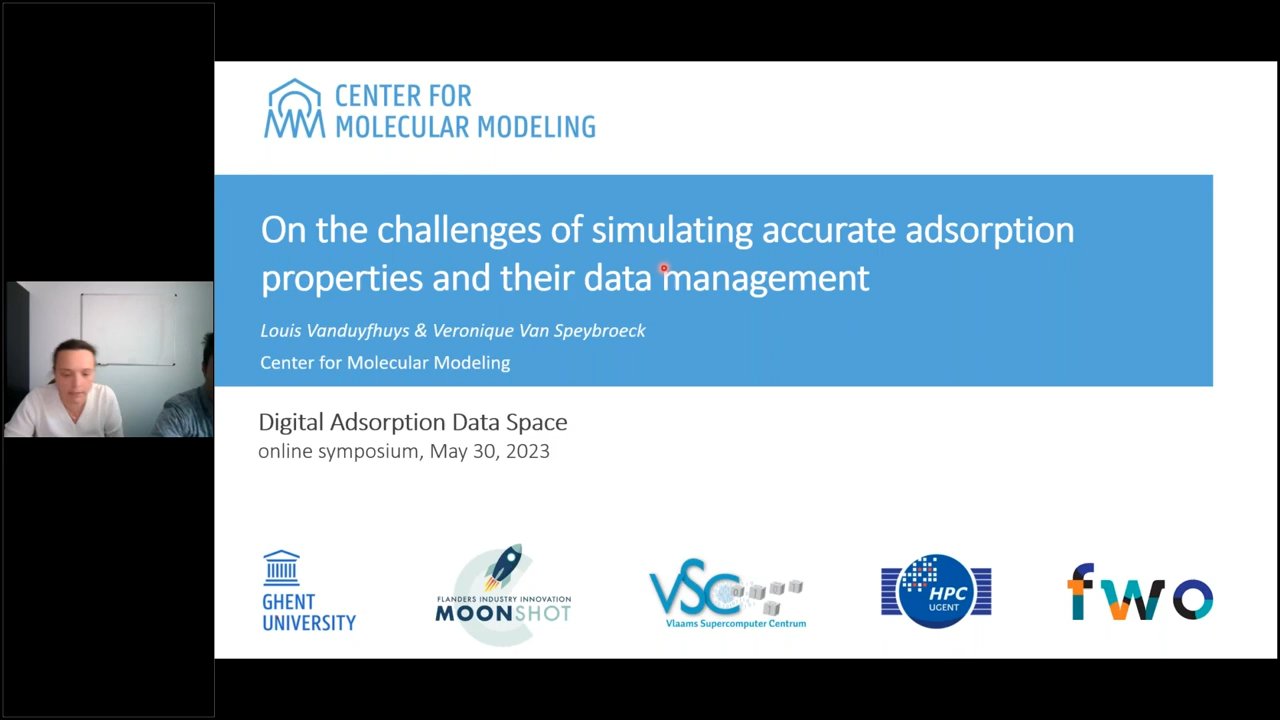 CENTER FOR
MOLECULAR MODELING
On the challenges of simulating accurate adsorption
properties and their data management
Louis Vanduyfhuys & Veronique Van Speybroeck
Center for Molecular Modeling
Digital Adsorption Data Space
online symposium, May 30, 2023
GHENT
UNIVERSITY
FLANDERS INDUSTRY INNOVATION
MOONSHOT
VSC
Vlaams Supercomputer Centrum
HPC
UGENT
fwo